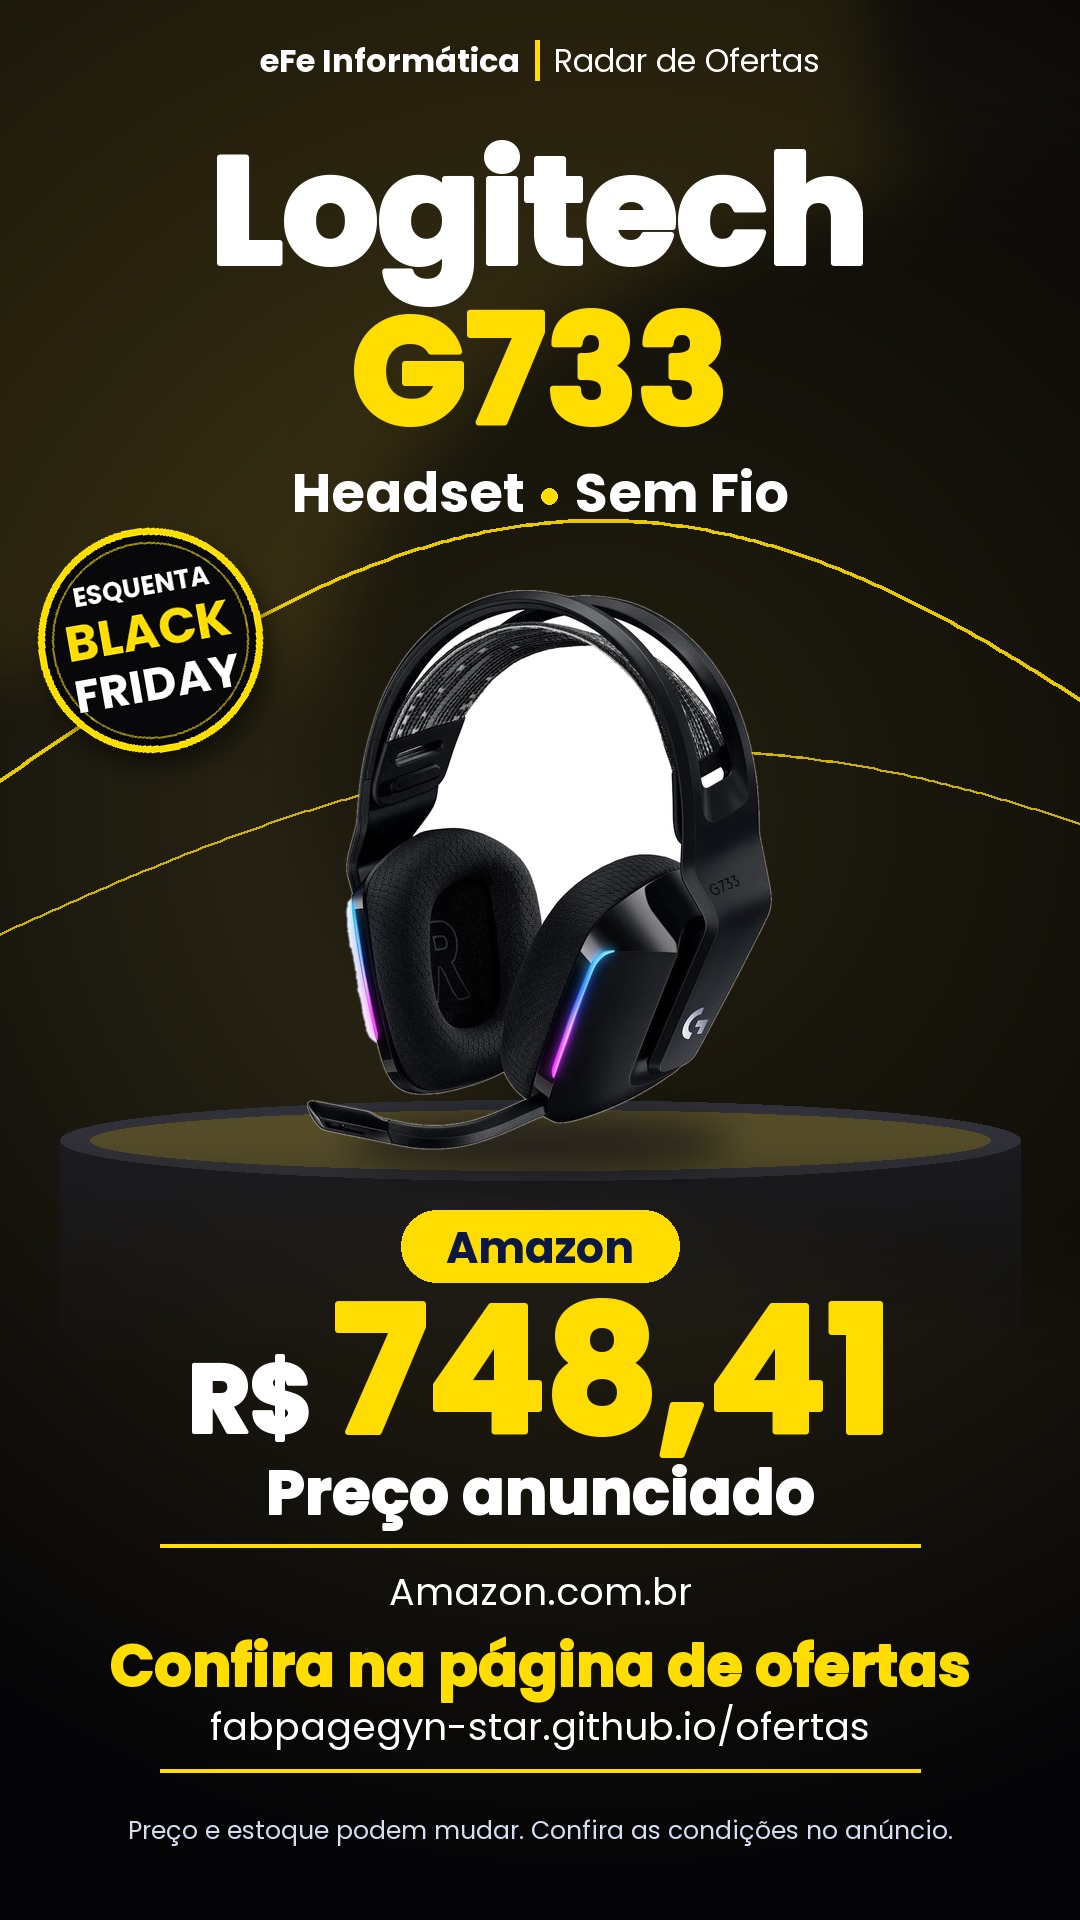 eFe Informática | Radar de Ofertas
Logitech
G733
Headset • Sem Fio
ESQUENTA
BLACK
FRIDAY
G733
R
G
Amazon
R$ 748,41
Preço anunciado
Amazon.com.br
Confira na página de ofertas
fabpagegyn-star.github.io/ofertas
Preço e estoque podem mudar. Confira as condições no anúncio.